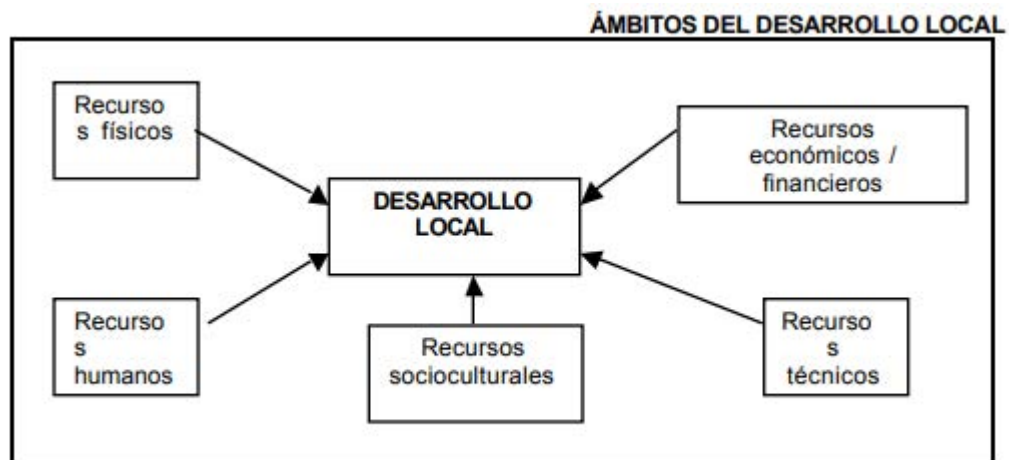 ÁMBITOS DEL DESARROLLO LOCAL
Recurso
s físicos
Recursos
económicos /
financieros
DESARROLLO
LOCAL
Recurso
s
humanos
Recursos
socioculturales
Recurso
s
técnicos